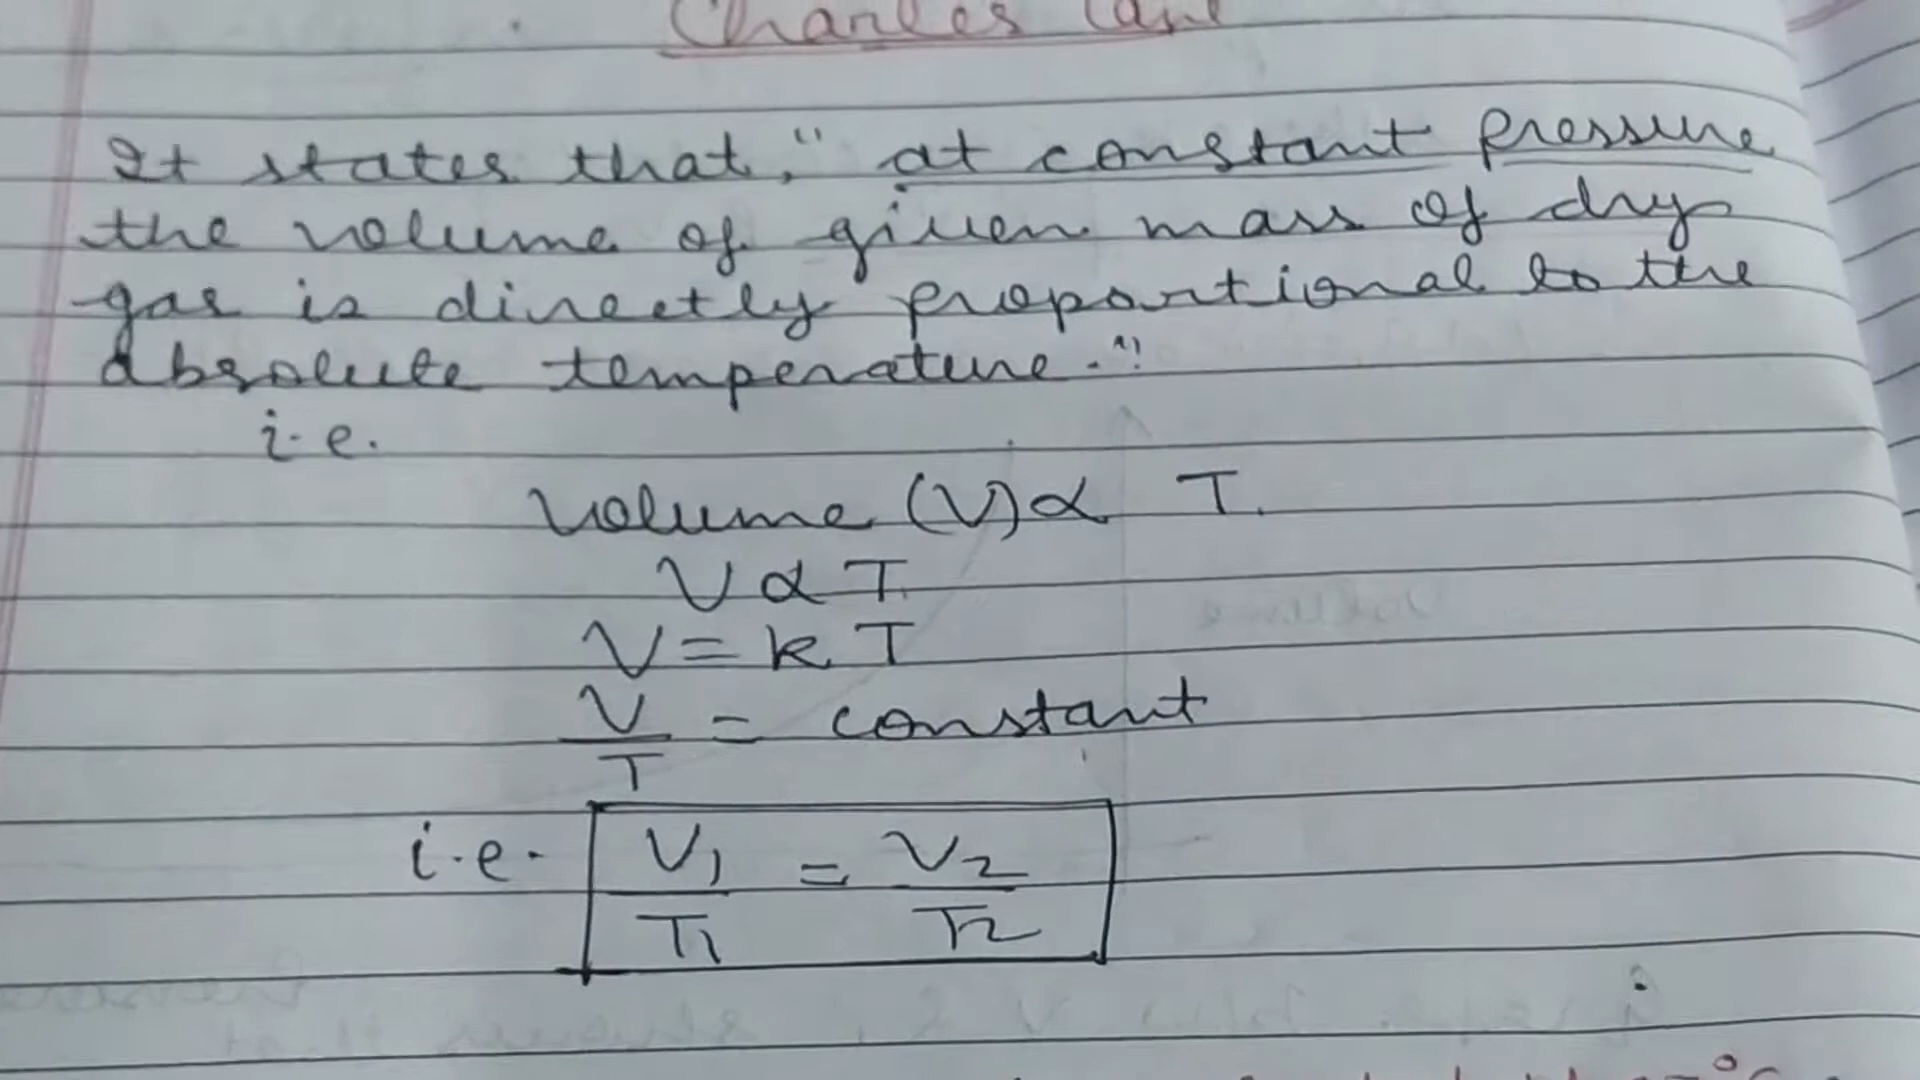 Charles Law
It states that, " at constant pressure
the volume of given mass of dry
gas is directly proportional to the
absolute temperature."
i.e.
Volume (V) ∝ T.
V ∝ T
V = k T
V/T = constant
i.e. V1/T1 = V2/T2